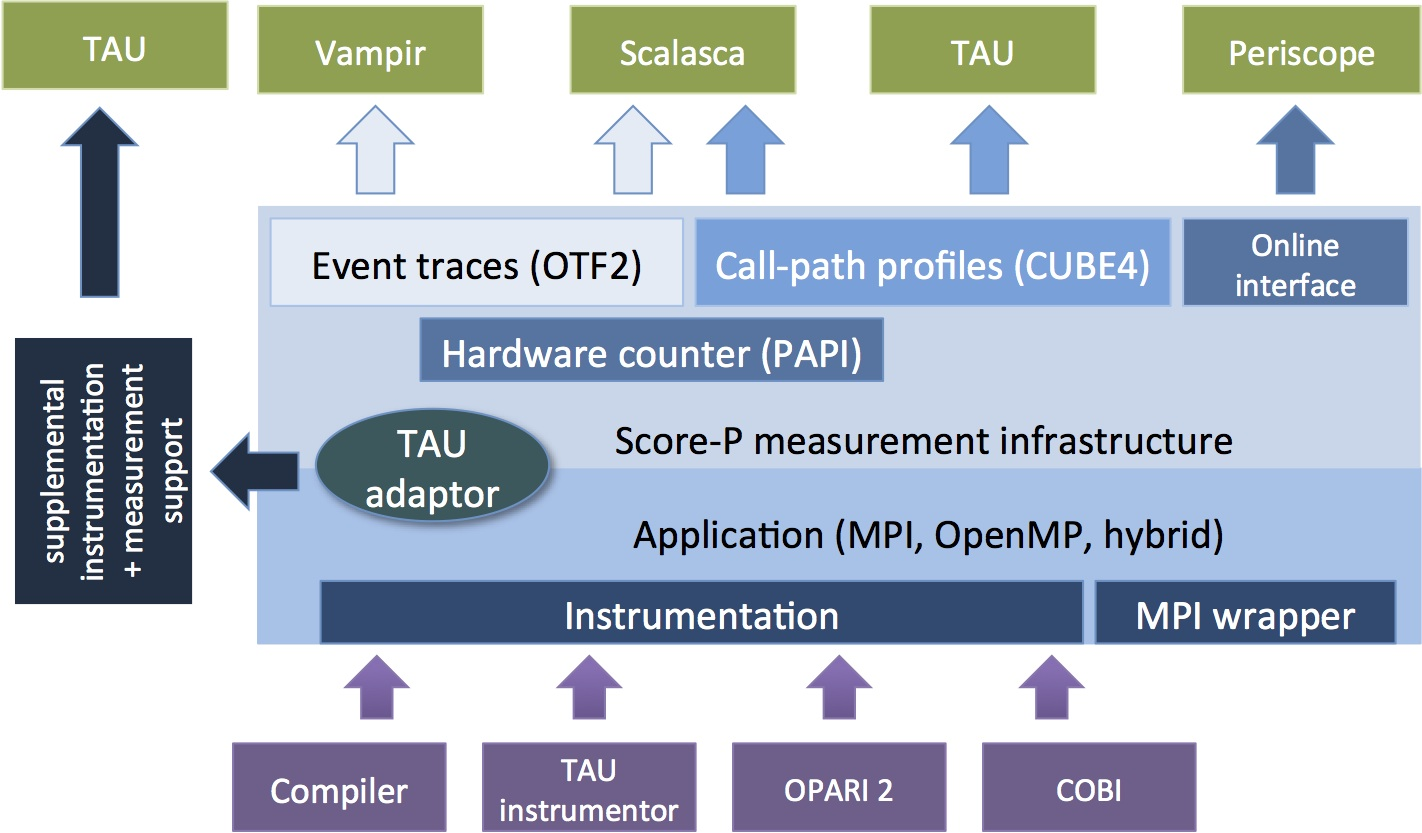 TAU
Vampir
Scalasca
TAU
Periscope
Event traces (OTF2)
Call-path profiles (CUBE4)
Online
interface
Hardware counter (PAPI)
supplemental
instrumentation
+ measurement
support
TAU
adaptor
Score-P measurement infrastructure
Application (MPI, OpenMP, hybrid)
Instrumentation
MPI wrapper
Compiler
TAU
instrumentor
OPARI 2
COBI